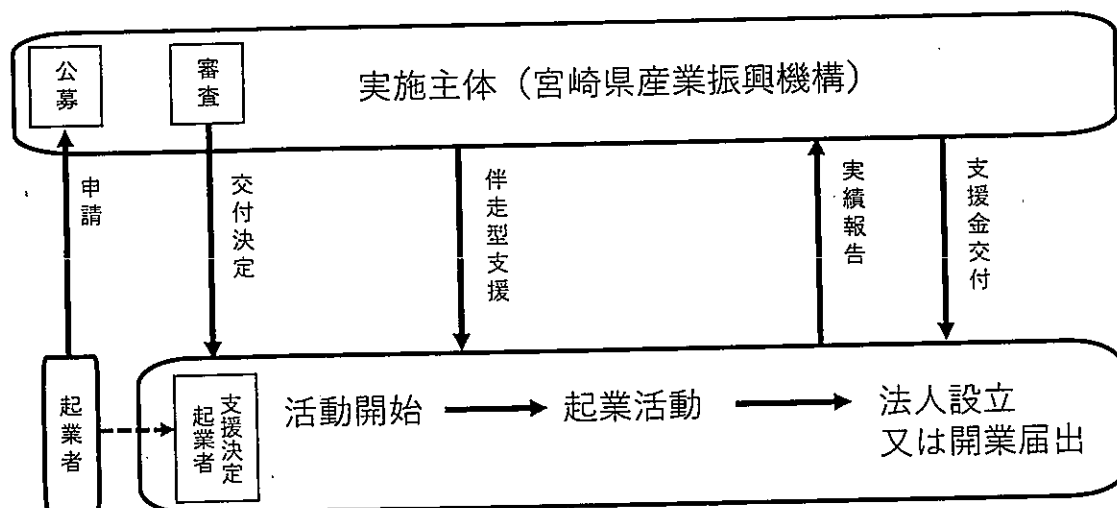 公募
審査
実施主体（宮崎県産業振興機構）
申請
交付決定
伴走型支援
実績報告
支援金交付
起業者
支援決定
起業者
活動開始
起業活動
法人設立
又は開業届出